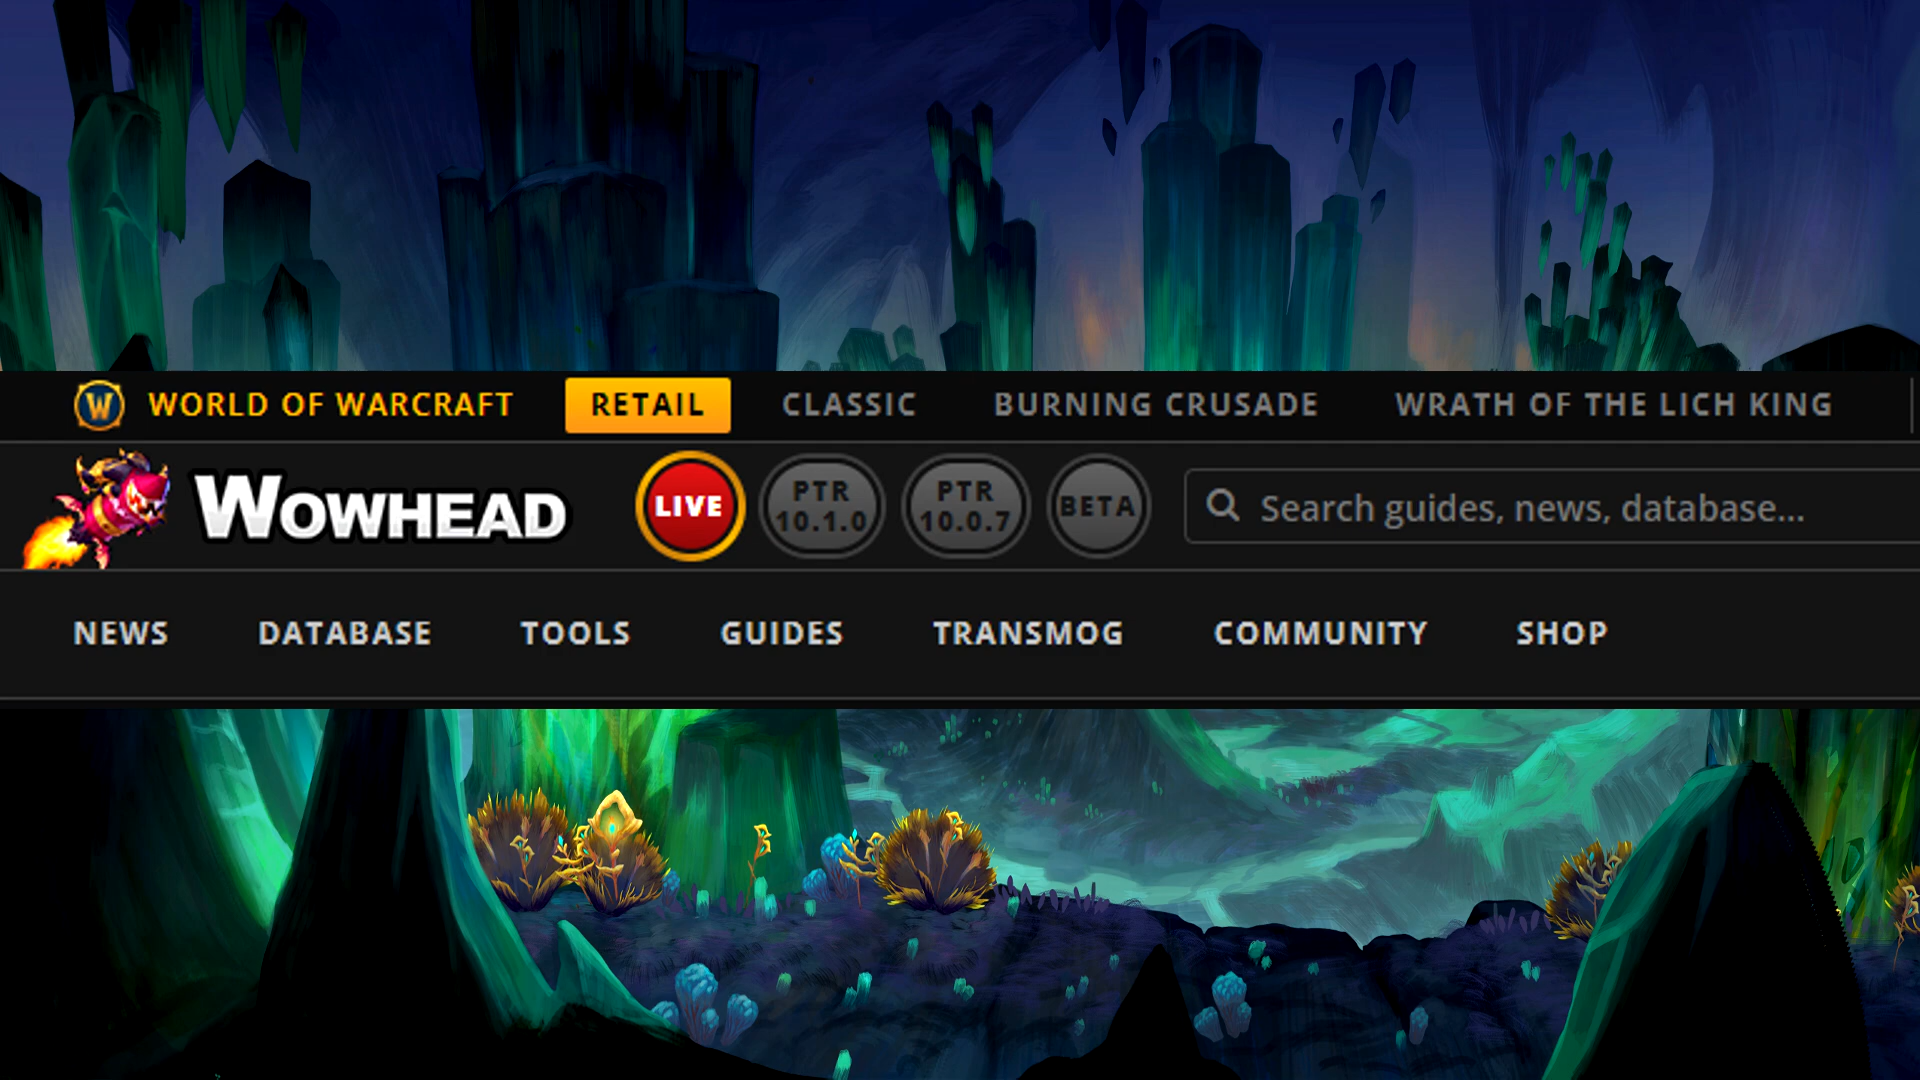 WORLD OF WARCRAFT RETAIL CLASSIC BURNING CRUSADE WRATH OF THE LICH KING
WOWHEAD LIVE PTR 10.1.0 PTR 10.0.7 BETA Search guides, news, database...
NEWS DATABASE TOOLS GUIDES TRANSMOG COMMUNITY SHOP